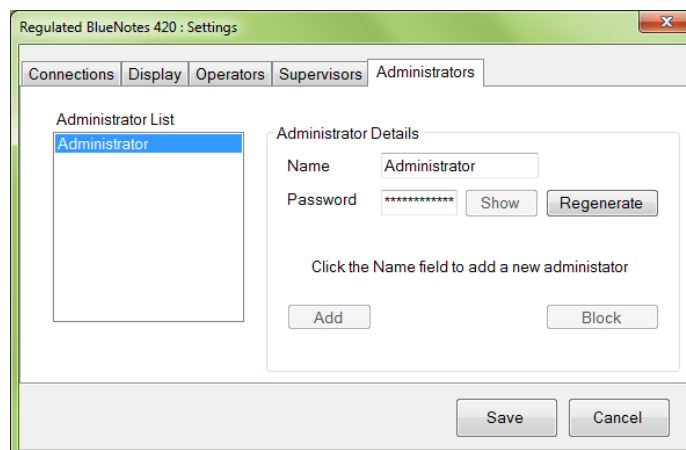 Regulated BlueNotes 420 : Settings
x
Connections Display Operators Supervisors Administrators
Administrator List
Administrator
Administrator Details
Name Administrator
Password ************ Show Regenerate
Click the Name field to add a new administator
Add Block
Save Cancel